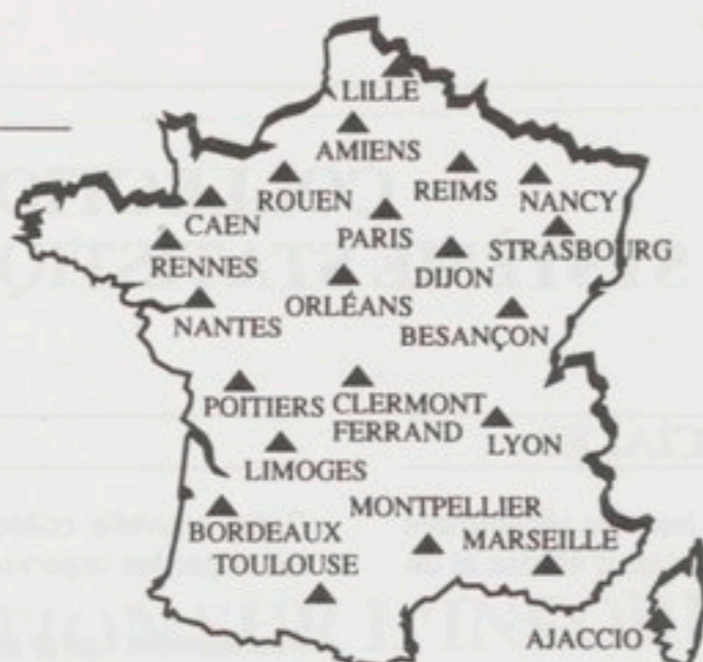 LILLE
AMIENS
ROUEN
REIMS
NANCY
CAEN
PARIS
STRASBOURG
RENNES
DIJON
ORLÉANS
NANTES
BESANÇON
POITIERS
CLERMONT
FERRAND
LYON
LIMOGES
MONTPELLIER
BORDEAUX
MARSEILLE
TOULOUSE
AJACCIO